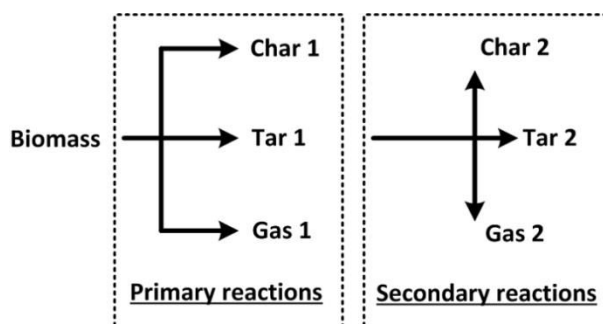 Char 1
Char 2
Biomass
Tar 1
Tar 2
Gas 1
Gas 2
Primary reactions
Secondary reactions